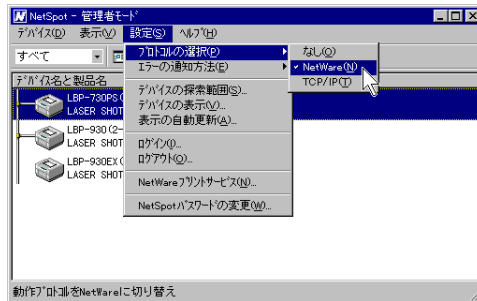 NetSpot - 管理者ﾓｰﾄﾞ
ﾃﾞﾊﾞｲｽ(D) 表示(V) 設定(S) ﾍﾙﾌﾟ(H)
すべて
ﾌﾟﾛﾄｺﾙの選択(P)
ｴﾗｰの通知方法(E)
ﾃﾞﾊﾞｲｽの探索範囲(S)...
ﾃﾞﾊﾞｲｽの表示(V)...
表示の自動更新(A)...
ﾛｸﾞｲﾝ(I)...
ﾛｸﾞｱｳﾄ(O)...
NetWareﾌﾟﾘﾝﾄｻｰﾋﾞｽ(N)...
NetSpotﾊﾟｽﾜｰﾄﾞの変更(W)...
なし(O)
NetWare(N)
TCP/IP(T)
ﾃﾞﾊﾞｲｽ名と製品名
LBP-730PS(
LASER SHOT
LBP-930(2-
LASER SHOT
LBP-930EX(
LASER SHOT
動作ﾌﾟﾛﾄｺﾙをNetWareに切り替え